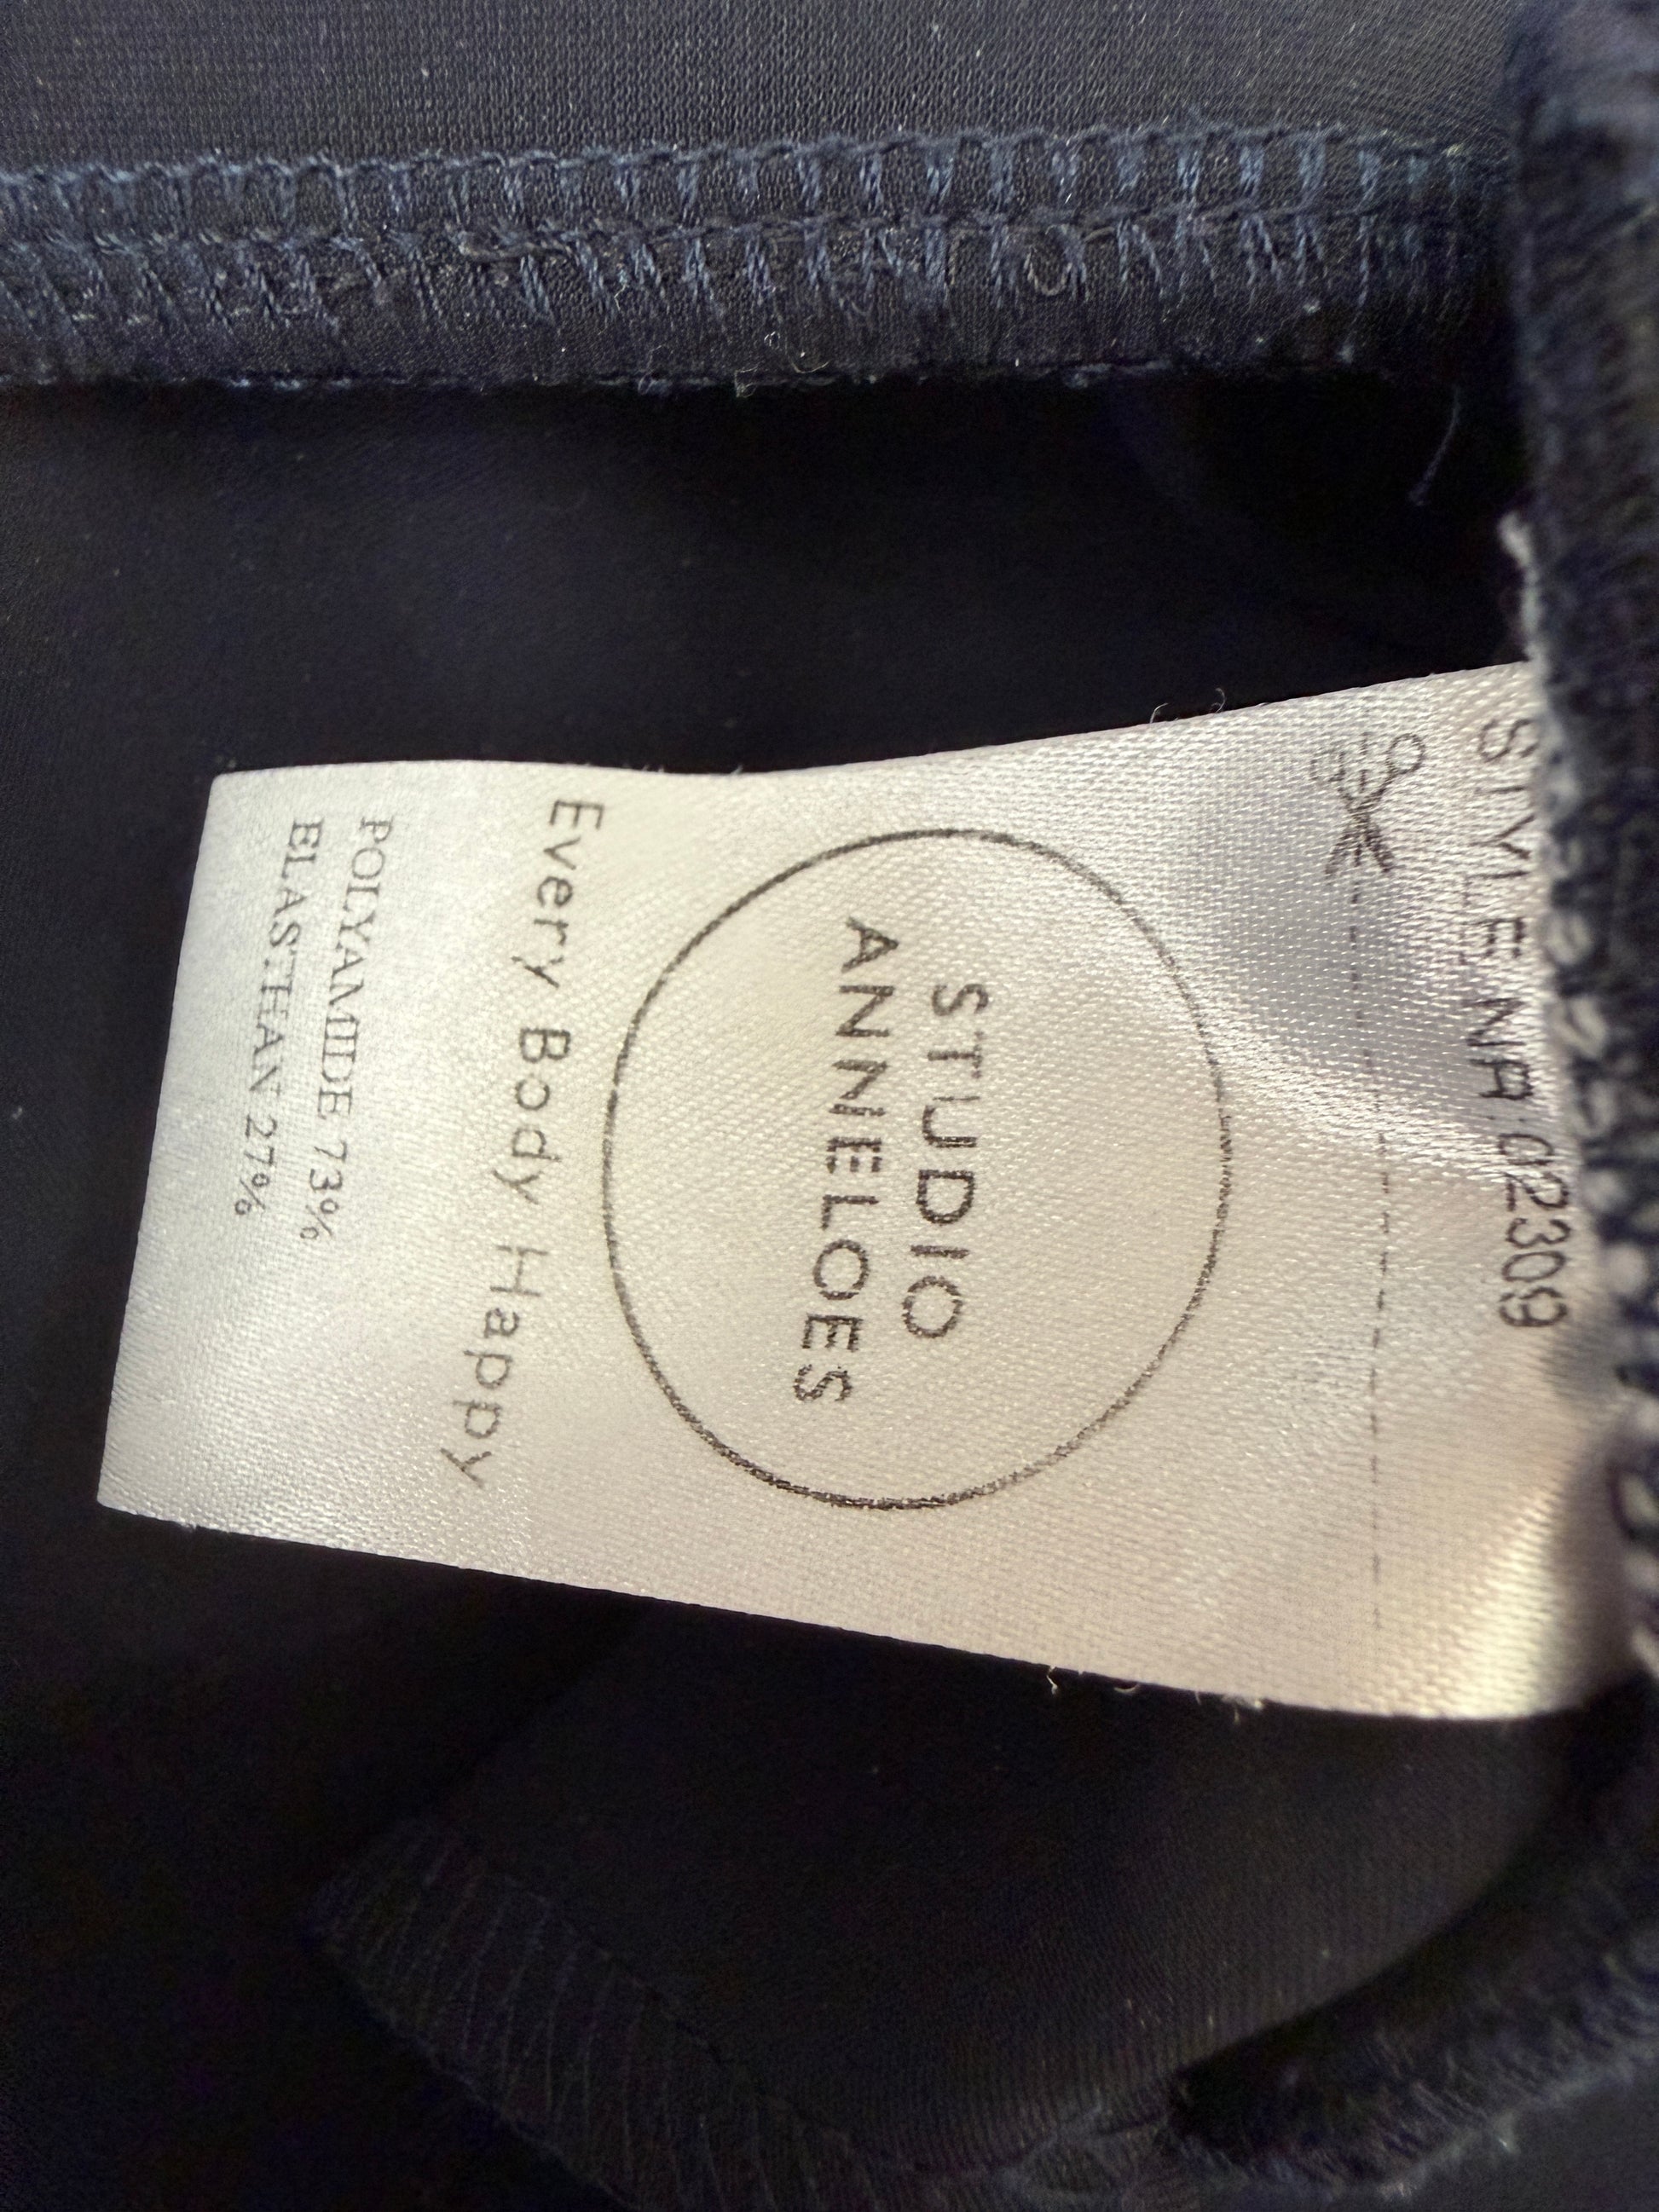 STYLE NR 02309
STUDIO
ANNELOES
Every Body Happy
POLYAMIDE 73%
ELASTHAN 27%